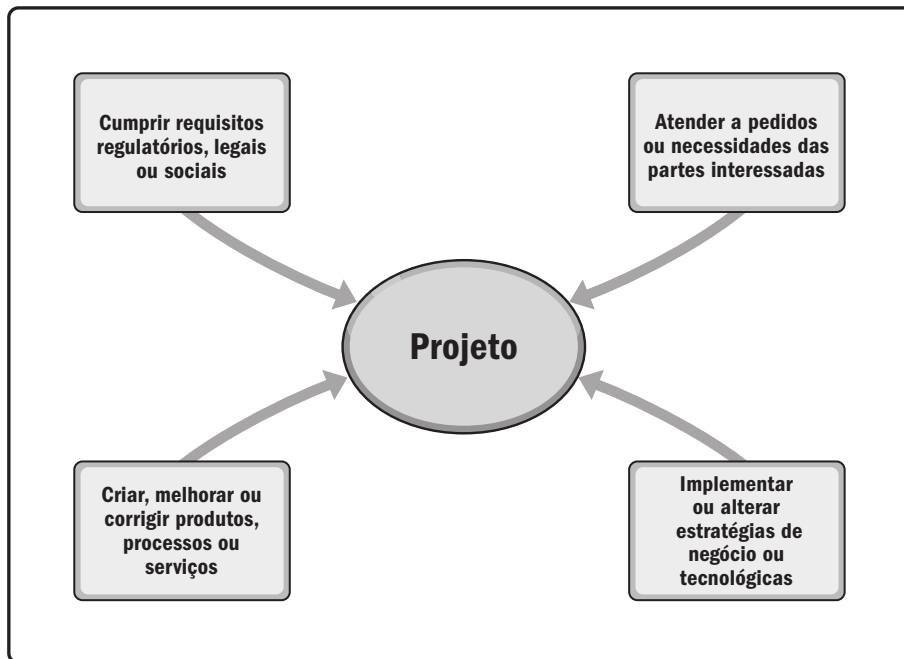 Cumprir requisitos
regulatórios, legais
ou sociais
Atender a pedidos
ou necessidades das
partes interessadas
Projeto
Criar, melhorar ou
corrigir produtos,
processos ou
serviços
Implementar
ou alterar
estratégias de
negócio ou
tecnológicas